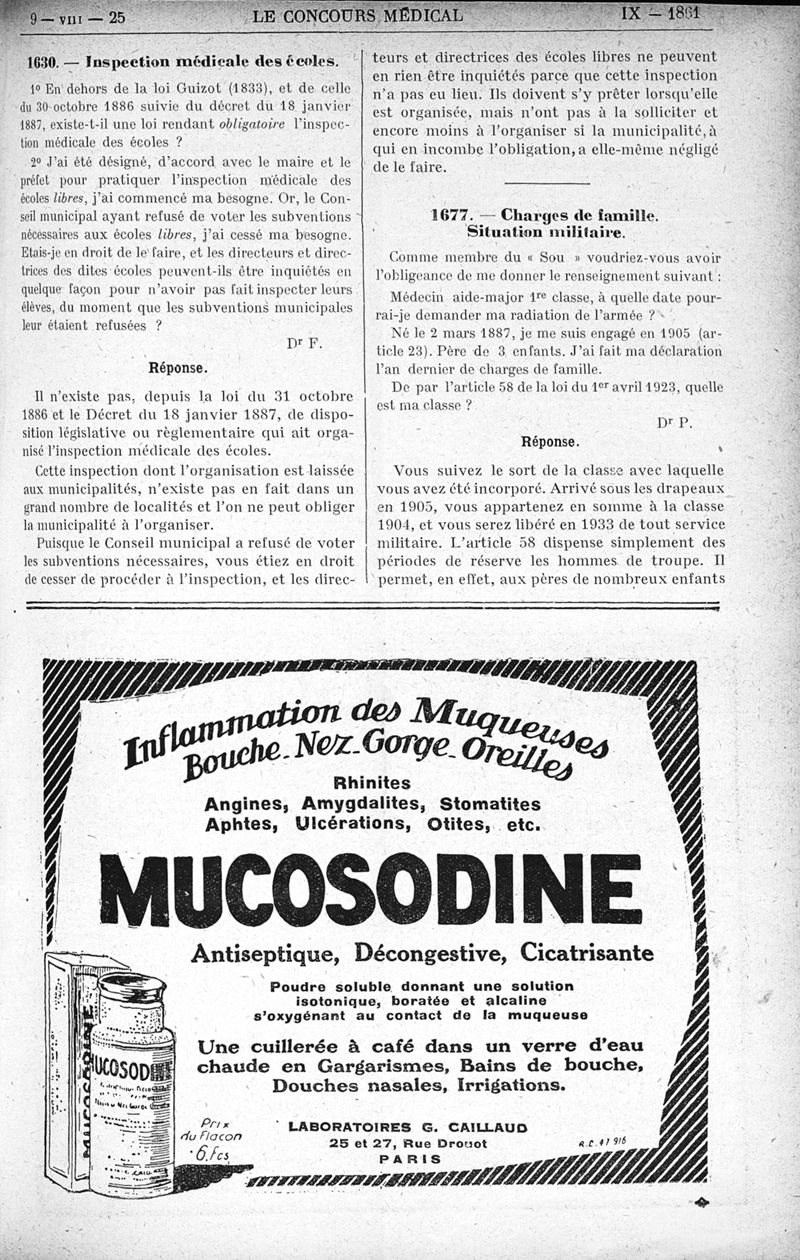 9 — VIII — 25
LE CONCOURS MÉDICAL
IX — 1861
1630. — Inspection médicale des écoles.
1º En dehors de la loi Guizot (1833), et de celle
du 30 octobre 1886 suivie du décret du 18 janvier
1887, existe-t-il une loi rendant obligatoire l'inspec-
tion médicale des écoles ?
2º J'ai été désigné, d'accord avec le maire et le
préfet pour pratiquer l'inspection médicale des
écoles libres, j'ai commencé ma besogne. Or, le Con-
seil municipal ayant refusé de voter les subventions
nécessaires aux écoles libres, j'ai cessé ma besogne.
Etais-je en droit de le faire, et les directeurs et direc-
trices des dites écoles peuvent-ils être inquiétés en
quelque façon pour n'avoir pas fait inspecter leurs
élèves, du moment que les subventions municipales
leur étaient refusées ?
Dr F.
Réponse.
Il n'existe pas, depuis la loi du 31 octobre
1886 et le Décret du 18 janvier 1887, de dispo-
sition législative ou règlementaire qui ait orga-
nisé l'inspection médicale des écoles.
Cette inspection dont l'organisation est laissée
aux municipalités, n'existe pas en fait dans un
grand nombre de localités et l'on ne peut obliger
la municipalité à l'organiser.
Puisque le Conseil municipal a refusé de voter
les subventions nécessaires, vous étiez en droit
de cesser de procéder à l'inspection, et les direc-
teurs et directrices des écoles libres ne peuvent
en rien être inquiétés parce que cette inspection
n'a pas eu lieu. Ils doivent s'y prêter lorsqu'elle
est organisée, mais n'ont pas à la solliciter et
encore moins à l'organiser si la municipalité, à
qui en incombe l'obligation, a elle-même négligé
de le faire.
1677. — Charges de famille.
Situation militaire.
Comme membre du « Sou » voudriez-vous avoir
l'obligeance de me donner le renseignement suivant :
Médecin aide-major 1re classe, à quelle date pour-
rai-je demander ma radiation de l'armée ?
Né le 2 mars 1887, je me suis engagé en 1905 (ar-
ticle 23). Père de 3 enfants. J'ai fait ma déclaration
l'an dernier de charges de famille.
De par l'article 58 de la loi du 1er avril 1923, quelle
est ma classe ?
Dr P.
Réponse.
Vous suivez le sort de la classe avec laquelle
vous avez été incorporé. Arrivé sous les drapeaux
en 1905, vous appartenez en somme à la classe
1904, et vous serez libéré en 1933 de tout service
militaire. L'article 58 dispense simplement des
périodes de réserve les hommes de troupe. Il
permet, en effet, aux pères de nombreux enfants
Inflammation des Muqueuses
Bouche - Nez - Gorge - Oreilles
Rhinites
Angines, Amygdalites, Stomatites
Aphtes, Ulcérations, Otites, etc.
MUCOSODINE
Antiseptique, Décongestive, Cicatrisante
Poudre soluble donnant une solution
isotonique, boratée et alcaline
s'oxygénant au contact de la muqueuse
Une cuillerée à café dans un verre d'eau
chaude en Gargarismes, Bains de bouche,
Douches nasales, Irrigations.
MUCOSODINE
UCOSODINE
Prix
du Flacon
6. Fcs
LABORATOIRES G. CAILLAUD
25 et 27, Rue Drouot
PARIS
R.C. 47 916